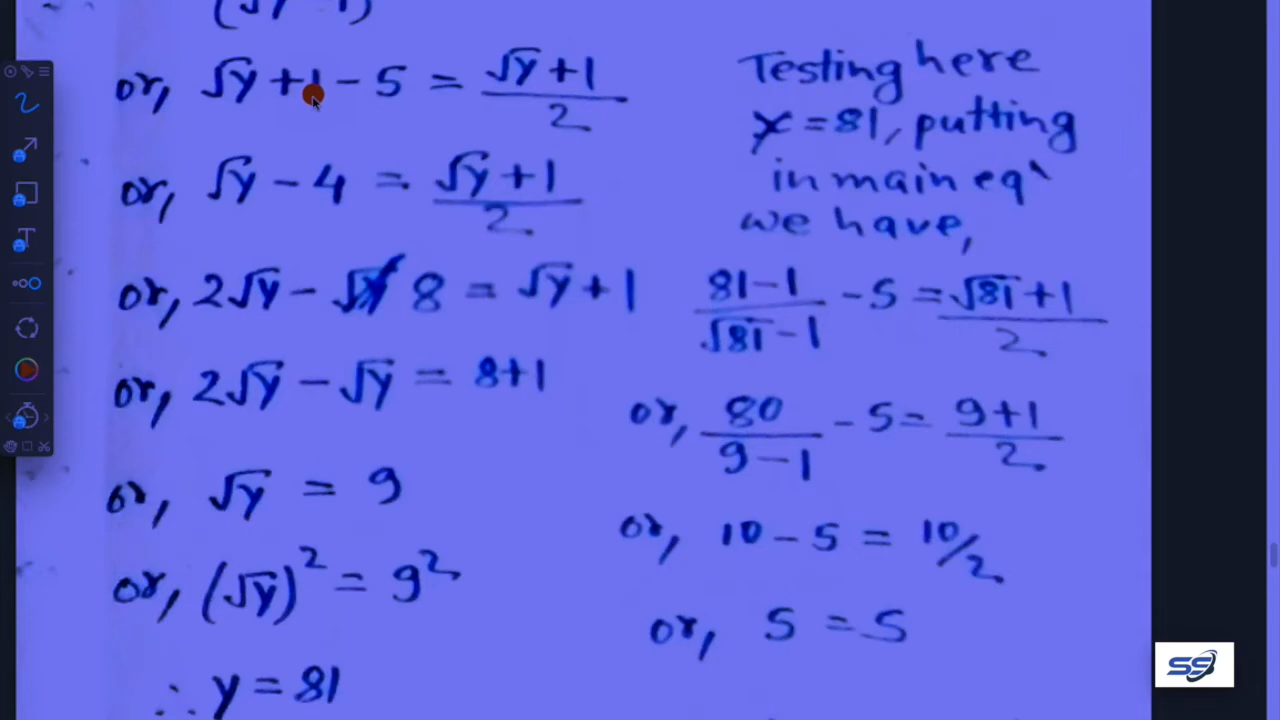 (√y - 1)
or, √y + 1 - 5 = (√y + 1)/2
or, √y - 4 = (√y + 1)/2
or, 2√y - 8 = √y + 1
or, 2√y - √y = 8+1
or, √y = 9
or, (√y)² = 9²
∴ y = 81
Testing here
x = 81, putting
in main eqⁿ
we have,
(81-1)/(√81 - 1) - 5 = (√81 + 1)/2
or, 80/(9-1) - 5 = (9+1)/2
or, 10 - 5 = 10/2
or, 5 = 5
SS